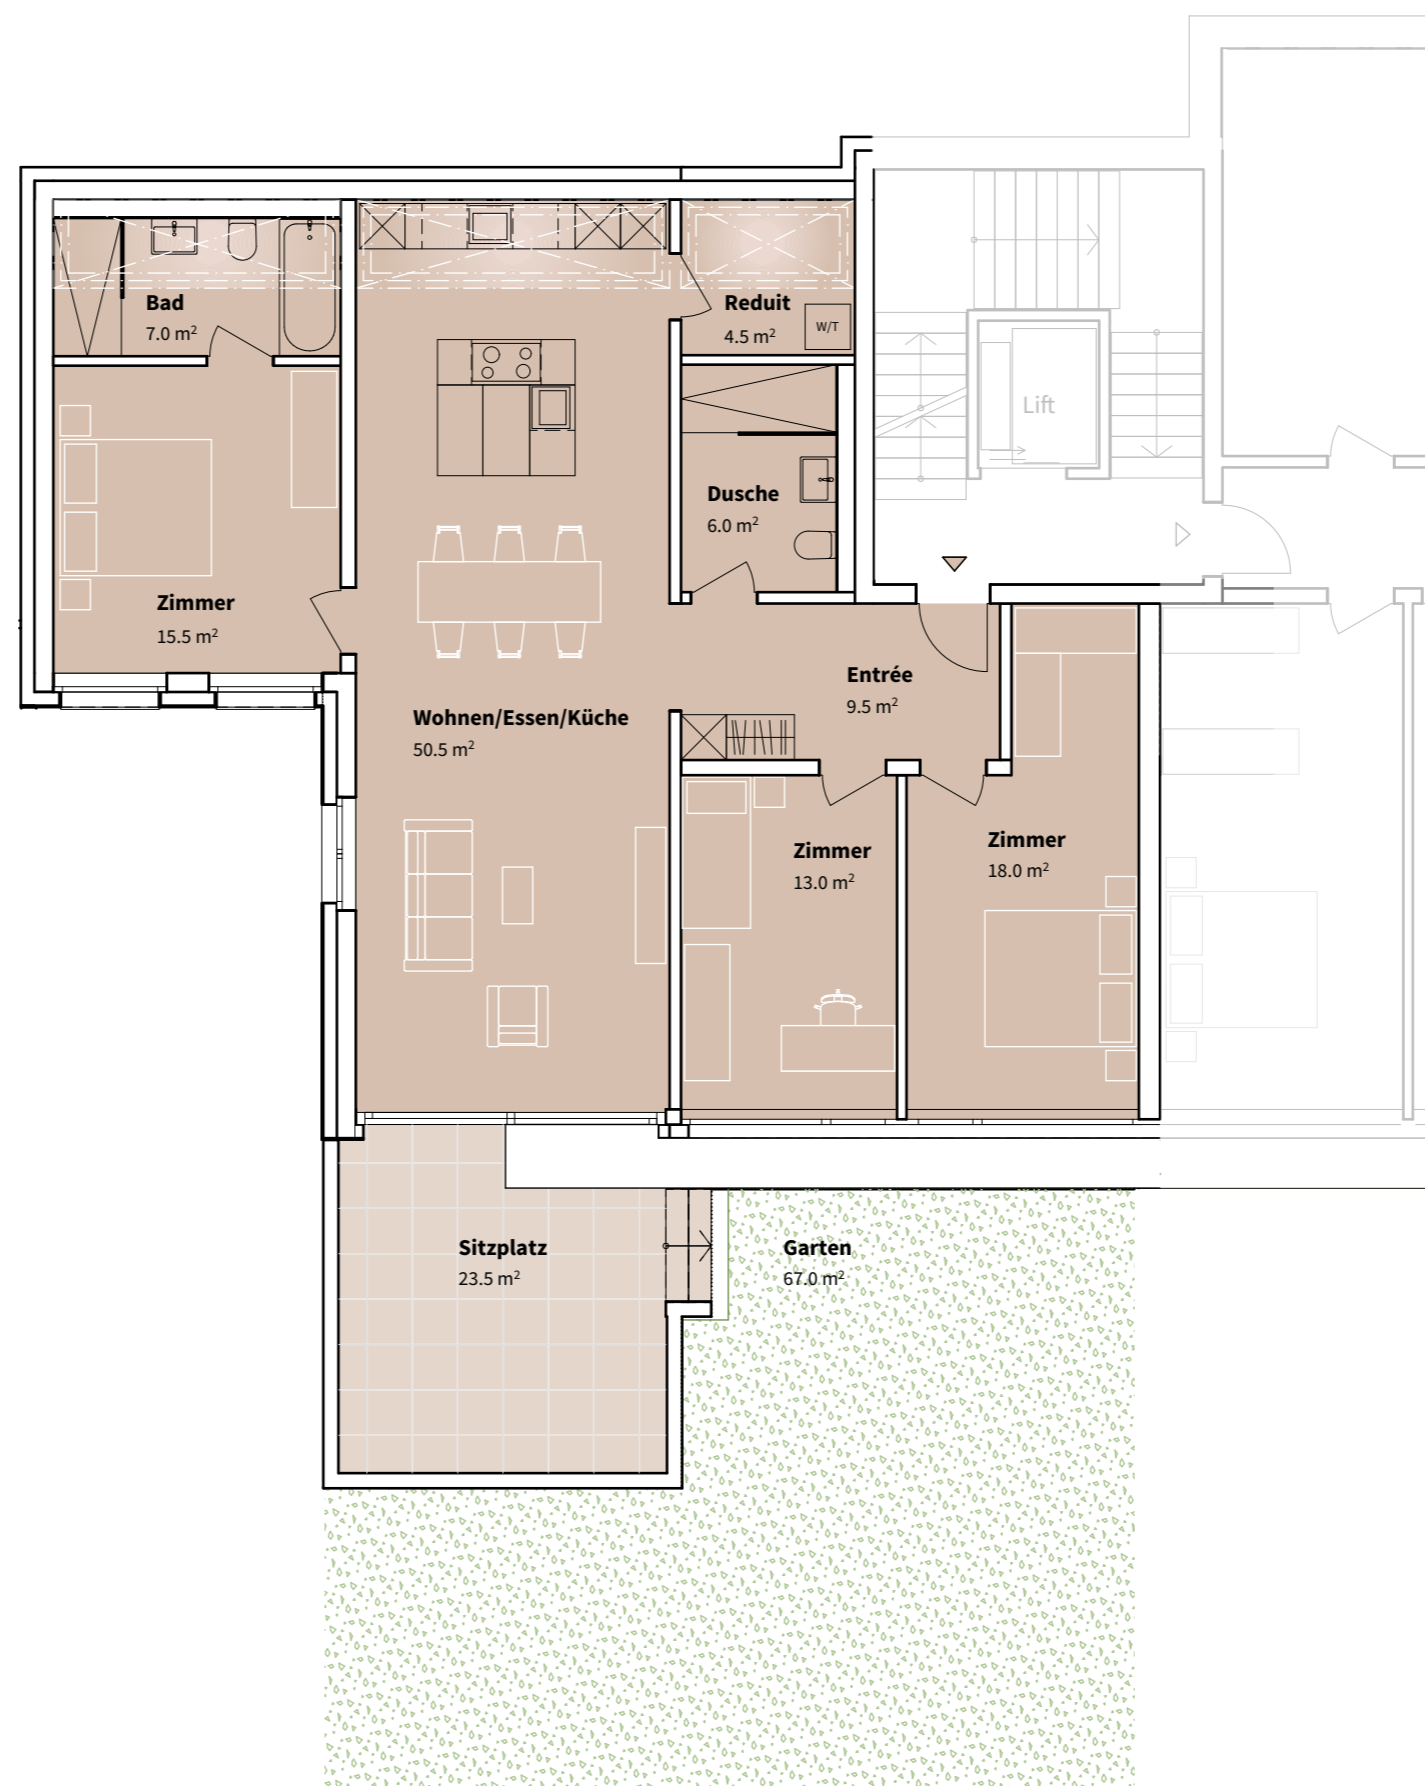 Bad
7.0 m²
Reduit
4.5 m²
W/T
Lift
Dusche
6.0 m²
Zimmer
15.5 m²
Entrée
9.5 m²
Wohnen/Essen/Küche
50.5 m²
Zimmer
13.0 m²
Zimmer
18.0 m²
Sitzplatz
23.5 m²
Garten
67.0 m²